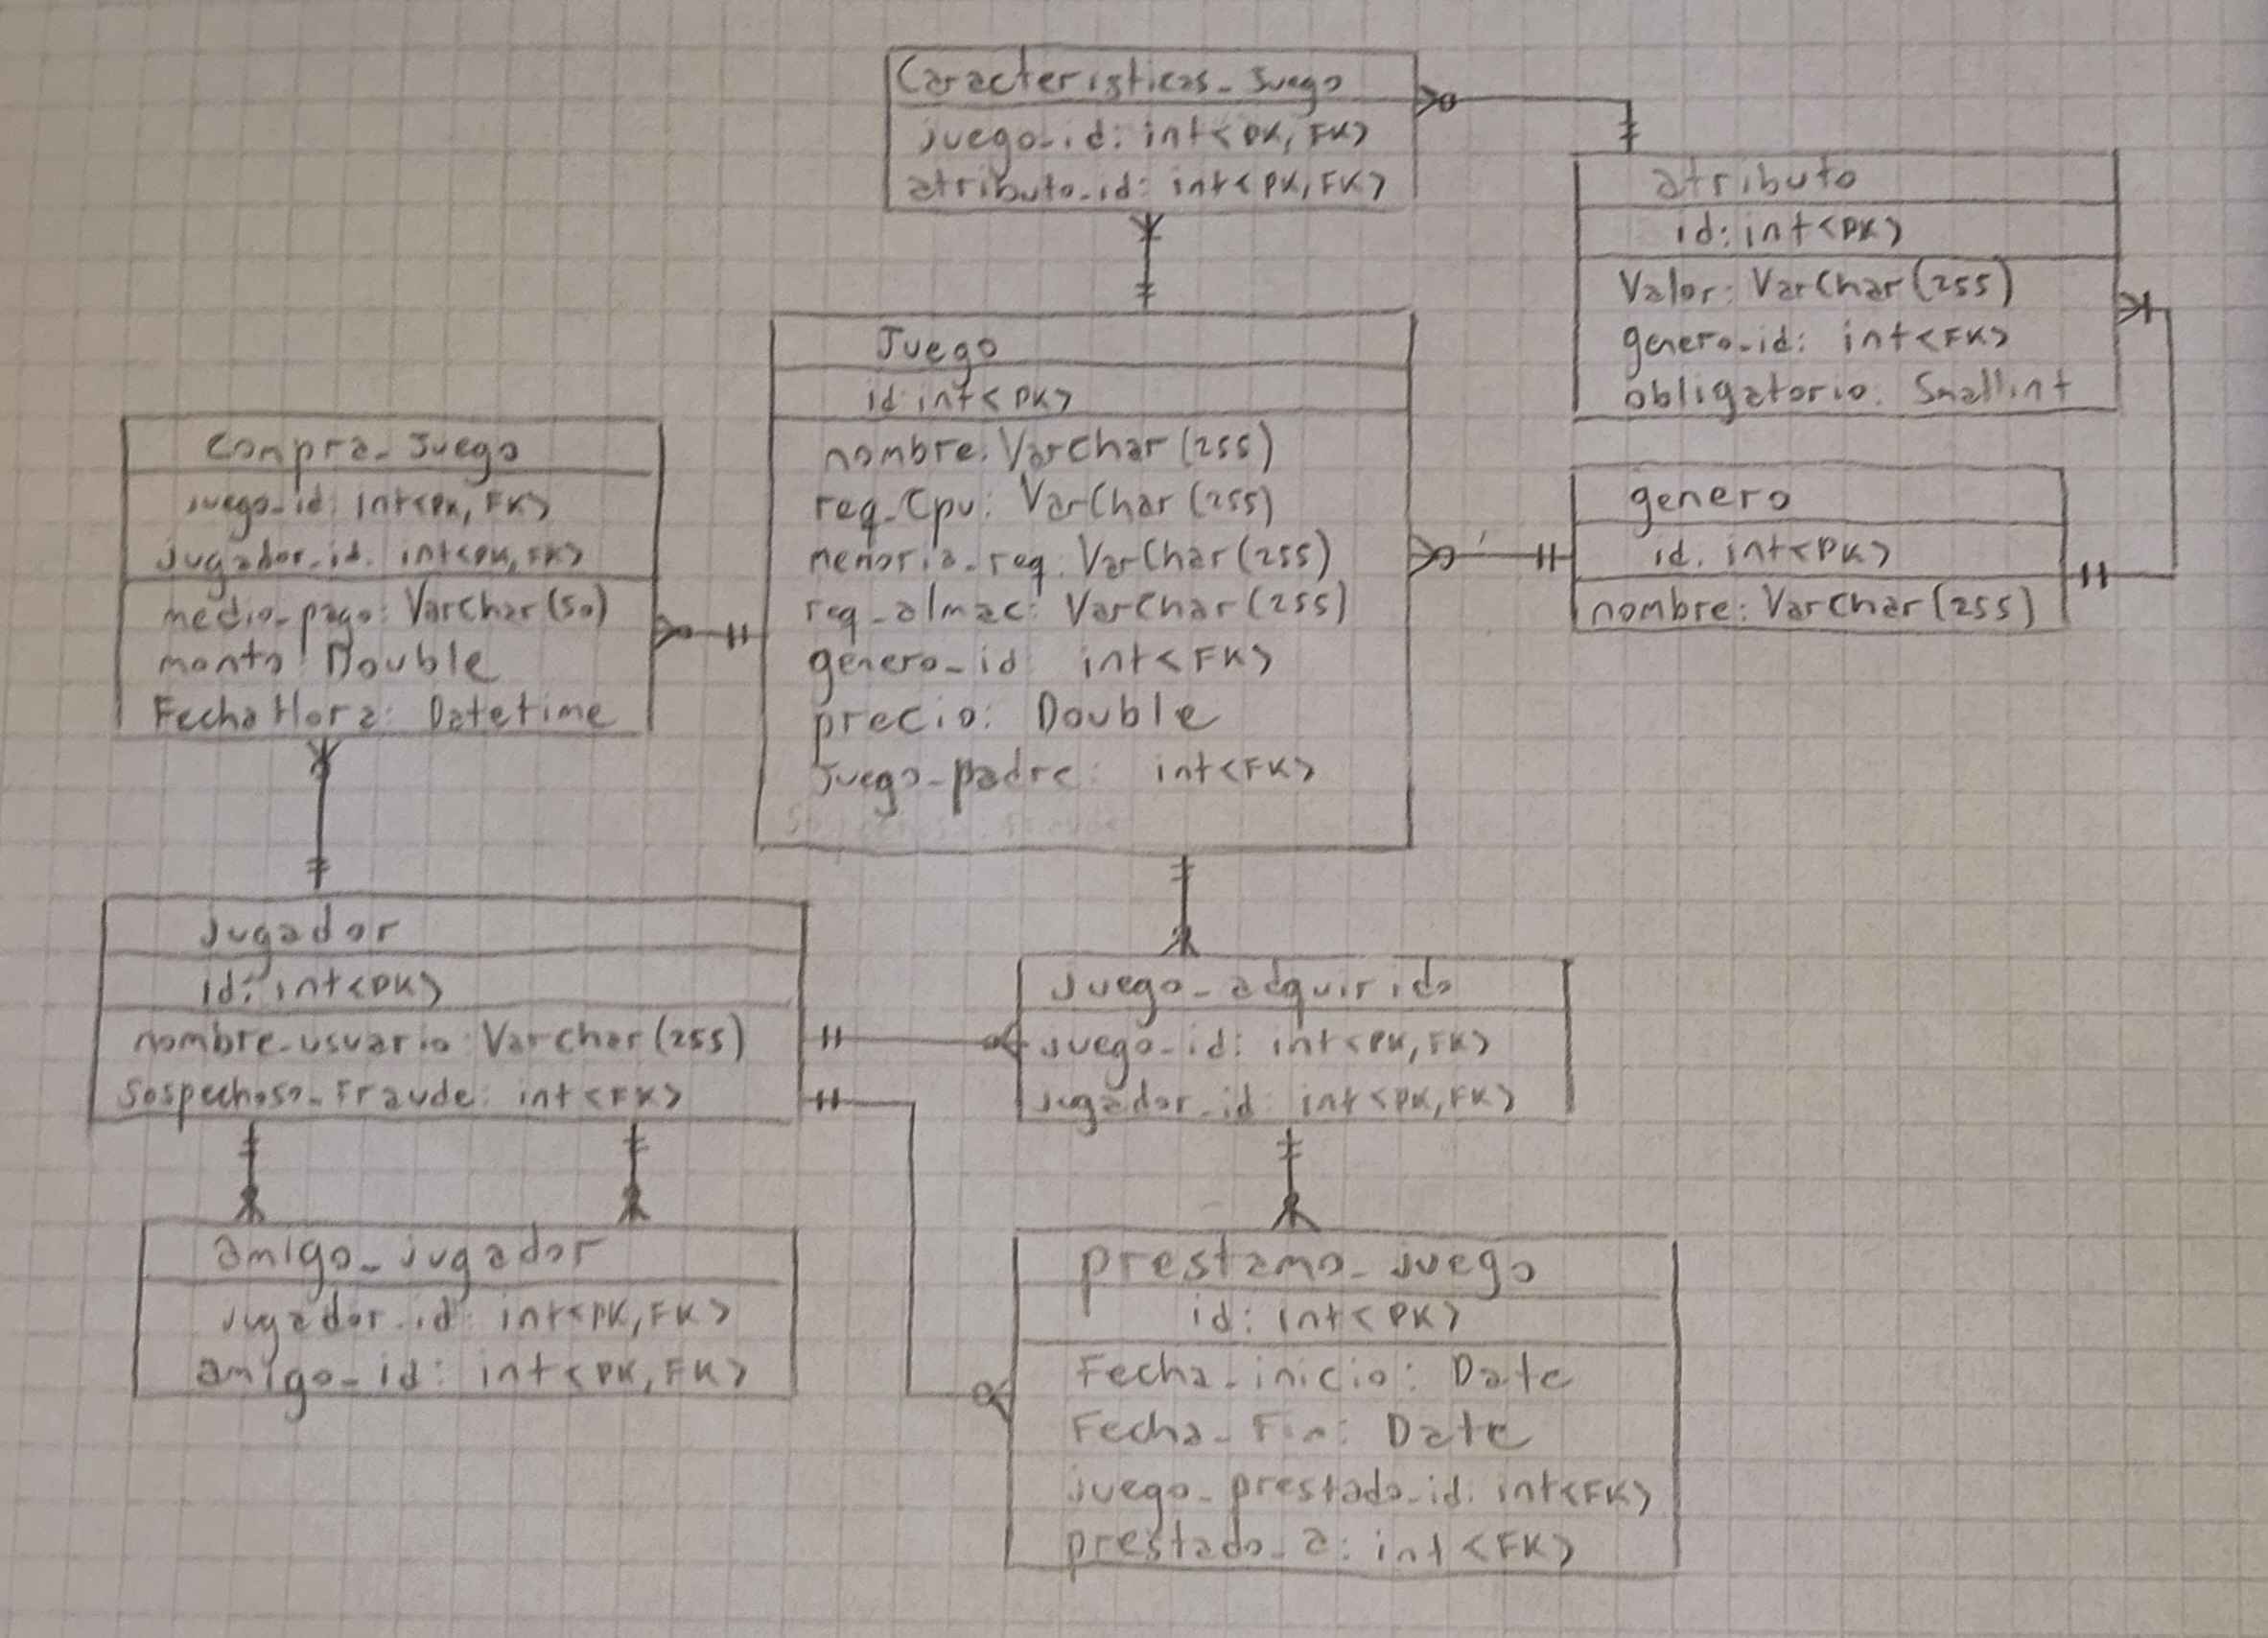 Caracteristicas_Juego
juego_id: int<PK, FK>
atributo_id: int<PK, FK>
atributo
id: int<PK>
Valor: VarChar(255)
genero_id: int<FK>
obligatorio: Smallint
Juego
id int<PK>
nombre: VarChar(255)
req_Cpu: VarChar(255)
memoria_req: VarChar(255)
req_almac: VarChar(255)
genero_id: int<FK>
precio: Double
Juego_padre: int<FK>
Compra_Juego
juego_id: int<PK, FK>
jugador_id. int<PK, FK>
medio_pago: VarChar(50)
monto: Double
FechaHora: Datetime
genero
id. int<PK>
nombre: VarChar(255)
Jugador
id: int<PK>
nombre_usuario: VarChar(255)
Sospechoso_Fraude: int<FK>
Juego_adquirido
juego_id: int<PK, FK>
jugador_id: int<PK, FK>
amigo_jugador
jugador_id: int<PK, FK>
amigo_id: int<PK, FK>
prestamo_juego
id: int<PK>
Fecha_inicio: Date
Fecha_Fin: Date
juego_prestado_id: int<FK>
prestado_a: int<FK>